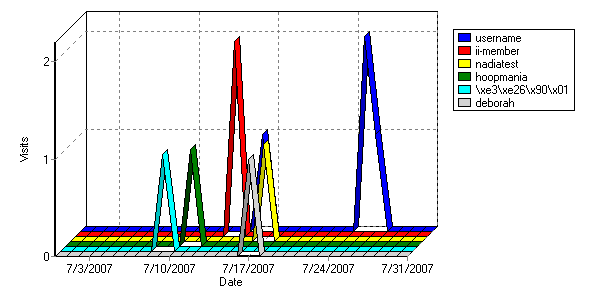 2
1
0
Visits
7/3/2007
7/10/2007
7/17/2007
7/24/2007
7/31/2007
Date
username
ii-member
nadiatest
hoopmania
\xe3\xe26\x90\x01
deborah